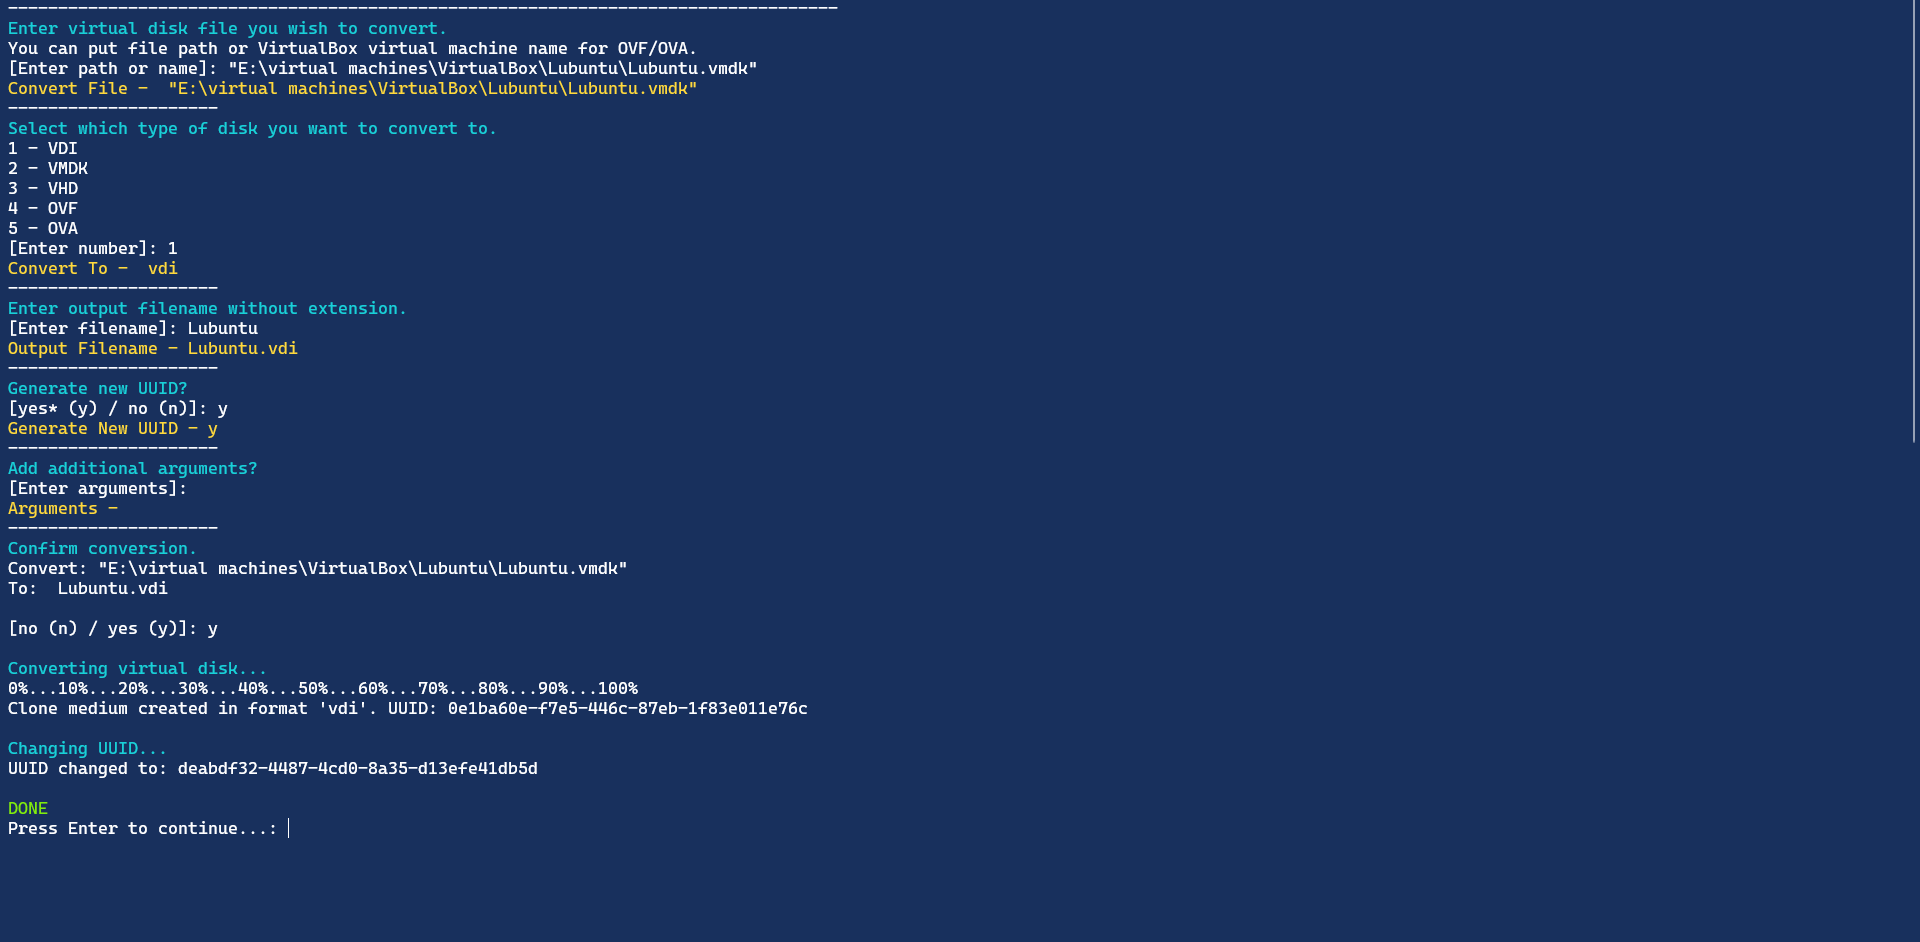 Enter virtual disk file you wish to convert.
You can put file path or VirtualBox virtual machine name for OVF/OVA.
[Enter path or name]: "E:\virtual machines\VirtualBox\Lubuntu\Lubuntu.vmdk"
Convert File -  "E:\virtual machines\VirtualBox\Lubuntu\Lubuntu.vmdk"
---------------------
Select which type of disk you want to convert to.
1 - VDI
2 - VMDK
3 - VHD
4 - OVF
5 - OVA
[Enter number]: 1
Convert To -  vdi
---------------------
Enter output filename without extension.
[Enter filename]: Lubuntu
Output Filename - Lubuntu.vdi
---------------------
Generate new UUID?
[yes* (y) / no (n)]: y
Generate New UUID - y
---------------------
Add additional arguments?
[Enter arguments]:
Arguments -
---------------------
Confirm conversion.
Convert: "E:\virtual machines\VirtualBox\Lubuntu\Lubuntu.vmdk"
To:  Lubuntu.vdi
[no (n) / yes (y)]: y
Converting virtual disk...
0%...10%...20%...30%...40%...50%...60%...70%...80%...90%...100%
Clone medium created in format 'vdi'. UUID: 0e1ba60e-f7e5-446c-87eb-1f83e011e76c
Changing UUID...
UUID changed to: deabdf32-4487-4cd0-8a35-d13efe41db5d
DONE
Press Enter to continue...: